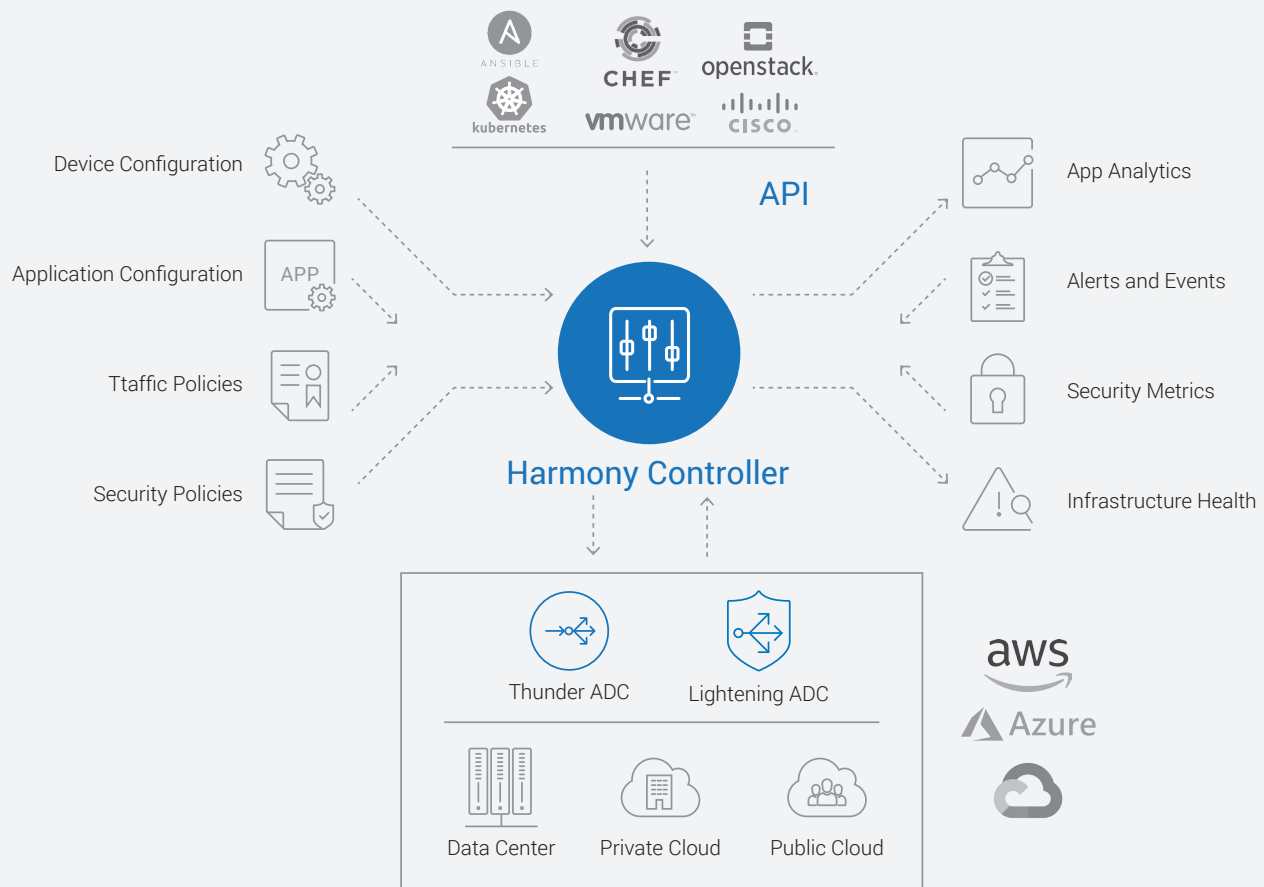 ANSIBLE
CHEF
openstack.
kubernetes
vmware
CISCO
API
Device Configuration
Application Configuration
APP
Ttaffic Policies
Security Policies
App Analytics
Alerts and Events
Security Metrics
Infrastructure Health
Harmony Controller
Thunder ADC
Lightening ADC
Data Center
Private Cloud
Public Cloud
aws
Azure